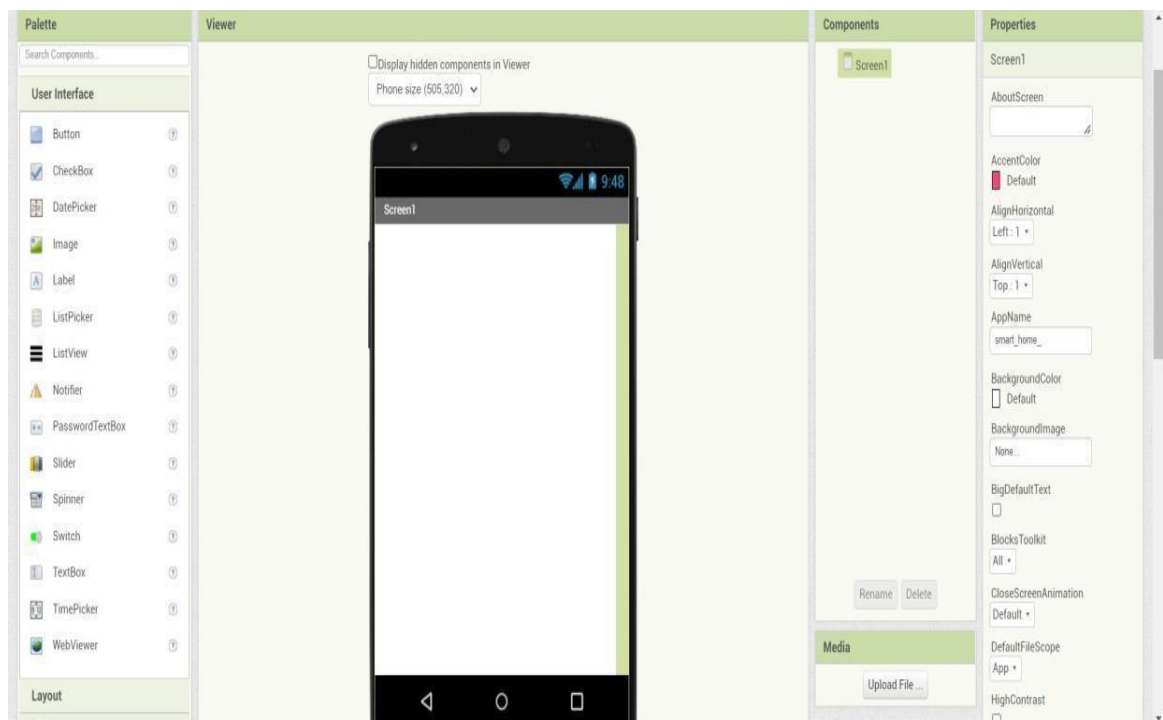 Palette
Search Components...
User Interface
Button
CheckBox
DatePicker
Image
Label
ListPicker
ListView
Notifier
PasswordTextBox
Slider
Spinner
Switch
TextBox
TimePicker
WebViewer
Layout
Viewer
Display hidden components in Viewer
Phone size (505,320)
9:48
Screen1
Components
Screen1
Rename Delete
Media
Upload File ...
Properties
Screen1
AboutScreen
AccentColor
Default
AlignHorizontal
Left : 1
AlignVertical
Top : 1
AppName
smart_home_
BackgroundColor
Default
BackgroundImage
None...
BigDefaultText
BlocksToolkit
All
CloseScreenAnimation
Default
DefaultFileScope
App
HighContrast